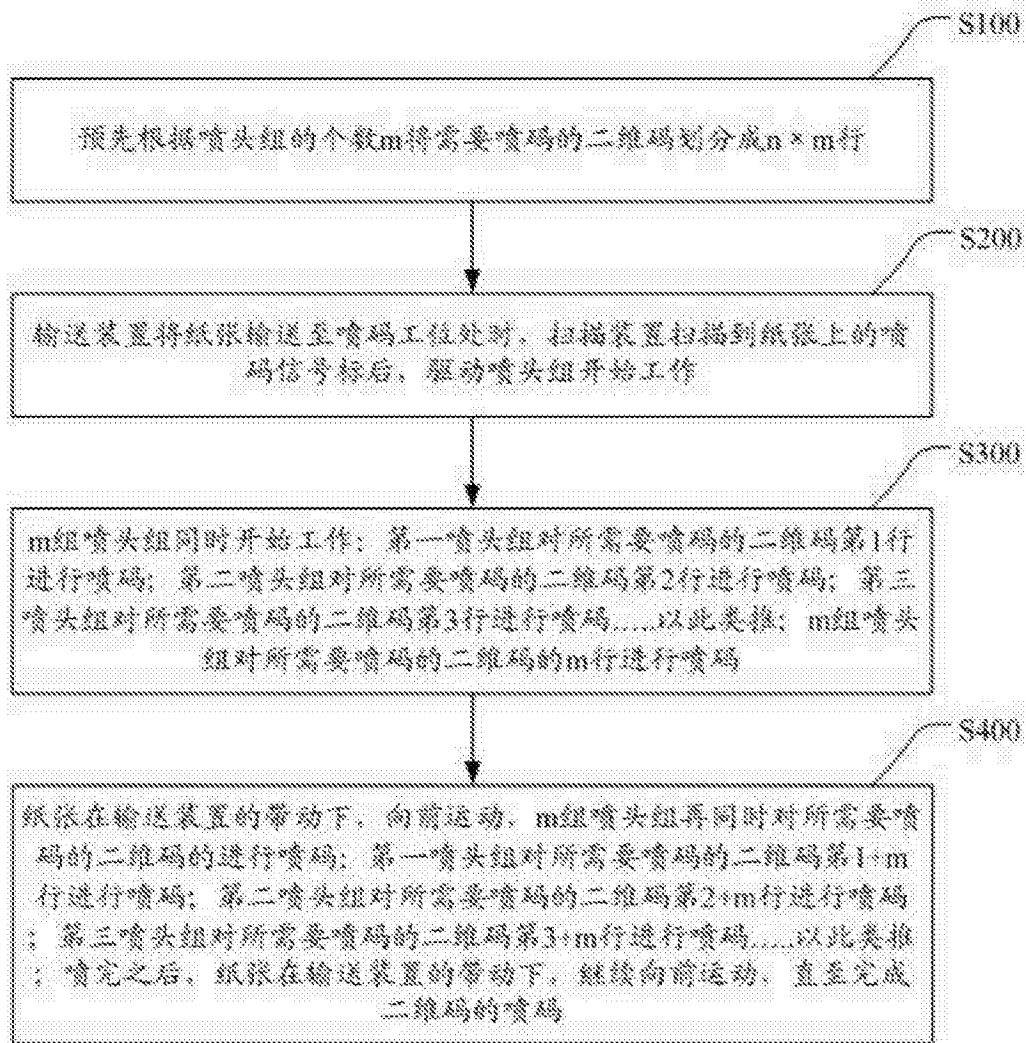 S100
预先根据喷头组的个数m将需要喷码的二维码划分成n×m行
S200
输送装置将纸张输送至喷码工位处时，扫描装置扫描到纸张上的喷
码信号标后，驱动喷头组开始工作
S300
m组喷头组同时开始工作；第一喷头组对所需要喷码的二维码第1行
进行喷码；第二喷头组对所需要喷码的二维码第2行进行喷码；第三
喷头组对所需要喷码的二维码第3行进行喷码.....以此类推；m组喷头
组对所需要喷码的二维码的m行进行喷码
S400
纸张在输送装置的带动下，向前运动，m组喷头组再同时对所需要喷
码的二维码的进行喷码；第一喷头组对所需要喷码的二维码第1+m
行进行喷码；第二喷头组对所需要喷码的二维码第2+m行进行喷码
；第三喷头组对所需要喷码的二维码第3+m行进行喷码.....以此类推
；喷完之后，纸张在输送装置的带动下，继续向前运动，直至完成
二维码的喷码